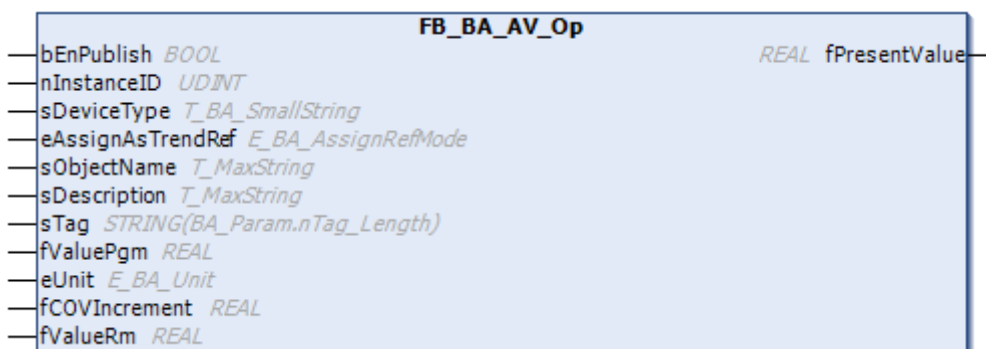 FB_BA_AV_Op
bEnPublish BOOL REAL fPresentValue
nInstanceID UDINT
sDeviceType T_BA_SmallString
eAssignAsTrendRef E_BA_AssignRefMode
sObjectName T_MaxString
sDescription T_MaxString
sTag STRING(BA_Param.nTag_Length)
fValuePgm REAL
eUnit E_BA_Unit
fCOVIncrement REAL
fValueRm REAL